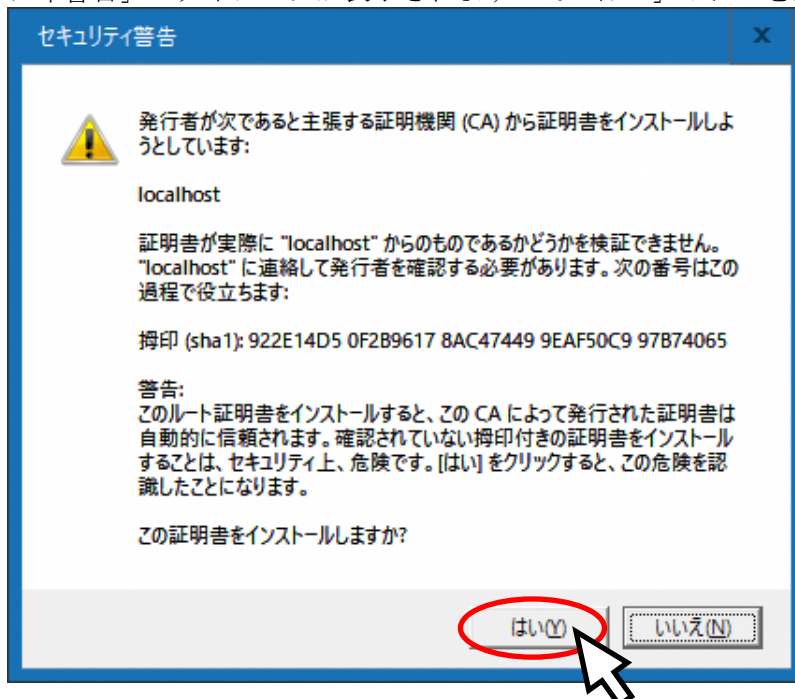 セキュリティ警告
発行者が次であると主張する証明機関 (CA) から証明書をインストールしよ
うとしています:
localhost
証明書が実際に "localhost" からのものであるかどうかを検証できません。
"localhost" に連絡して発行者を確認する必要があります。次の番号はこの
過程で役立ちます:
拇印 (sha1): 922E14D5 0F2B9617 8AC47449 9EAF50C9 97B74065
警告:
このルート証明書をインストールすると、この CA によって発行された証明書は
自動的に信頼されます。確認されていない拇印付きの証明書をインストール
することは、セキュリティ上、危険です。[はい] をクリックすると、この危険を認
識したことになります。
この証明書をインストールしますか?
はい(Y) いいえ(N)